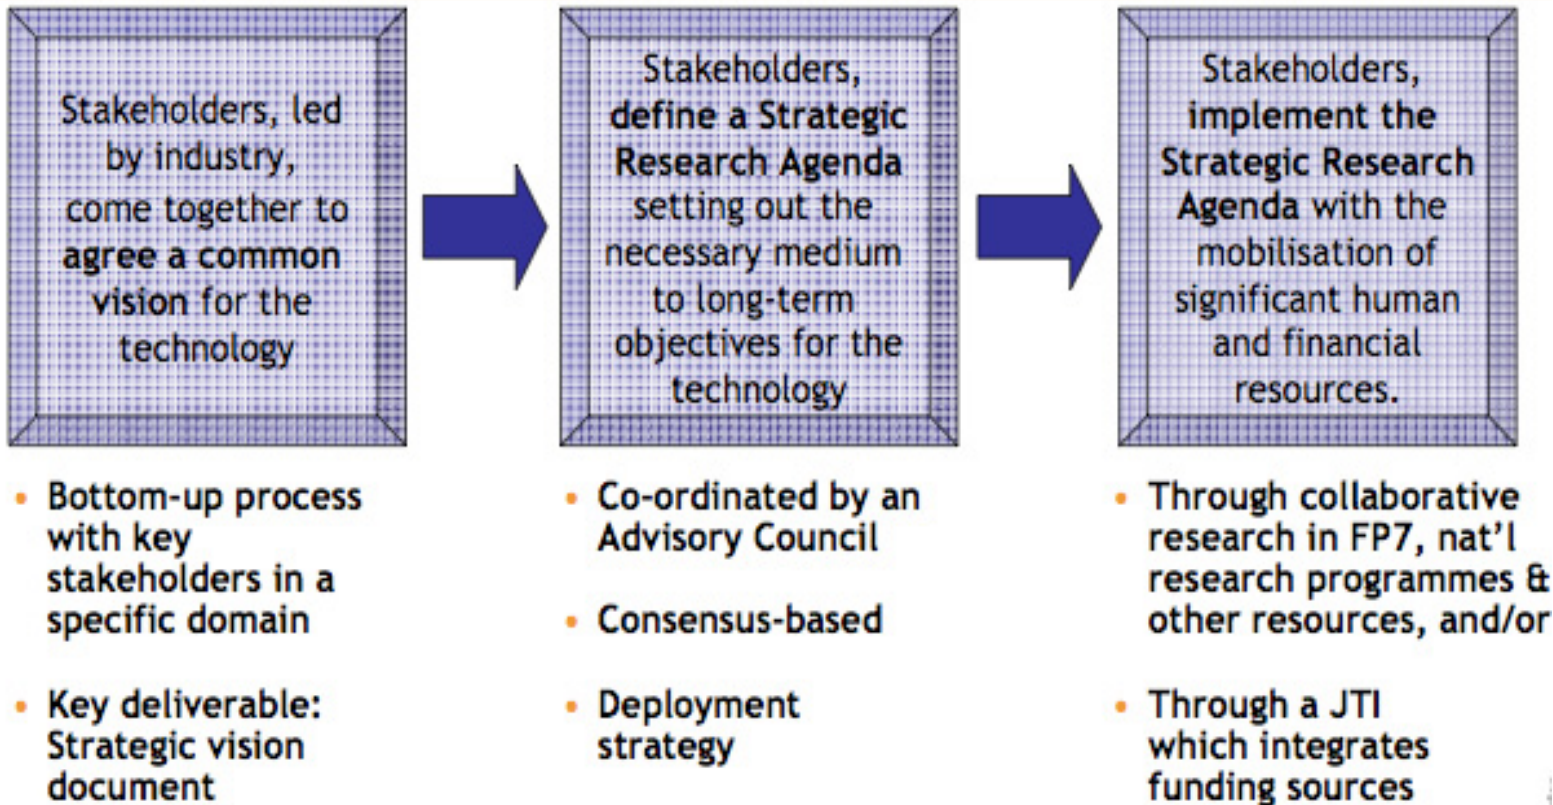 Stakeholders, led
by industry,
come together to
agree a common
vision for the
technology
Stakeholders,
define a Strategic
Research Agenda
setting out the
necessary medium
to long-term
objectives for the
technology
Stakeholders,
implement the
Strategic Research
Agenda with the
mobilisation of
significant human
and financial
resources.
• Bottom-up process
with key
stakeholders in a
specific domain
• Key deliverable:
Strategic vision
document
• Co-ordinated by an
Advisory Council
• Consensus-based
• Deployment
strategy
• Through collaborative
research in FP7, nat'l
research programmes &
other resources, and/or
• Through a JTI
which integrates
funding sources